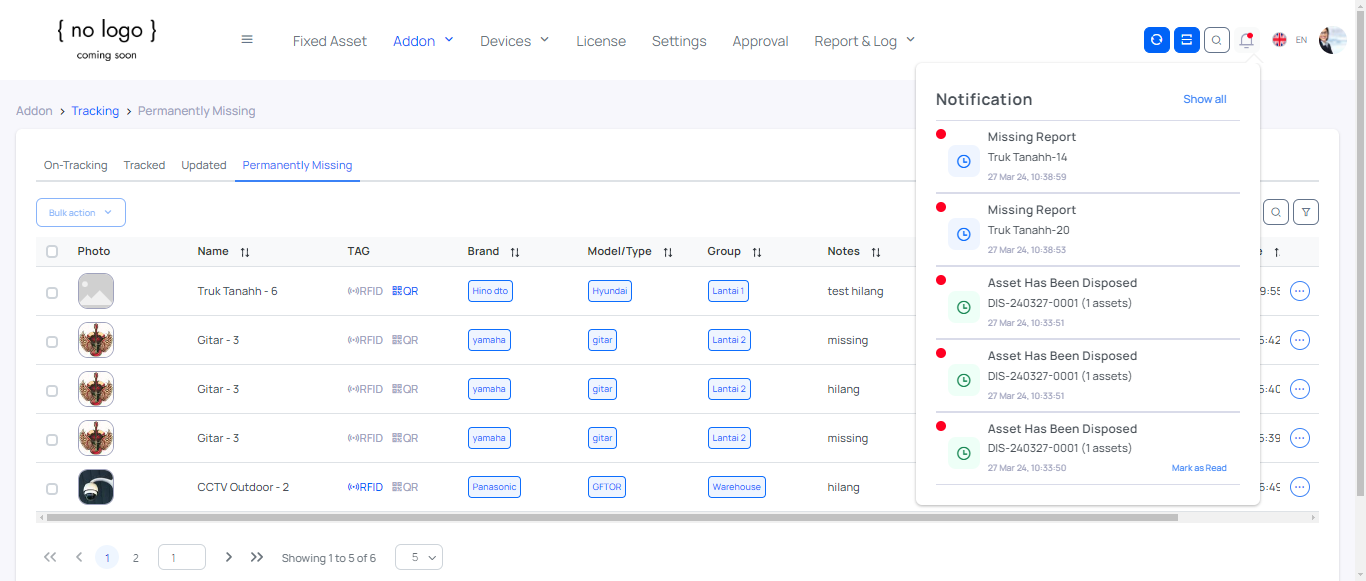 { no logo }
coming soon
Fixed Asset Addon Devices License Settings Approval Report & Log EN
Addon > Tracking > Permanently Missing
On-Tracking Tracked Updated Permanently Missing
Bulk action
Photo Name TAG Brand Model/Type Group Notes
Truk Tanahh - 6 RFID QR Hino dto Hyundai Lantai 1 test hilang 9:55
Gitar - 3 RFID QR yamaha gitar Lantai 2 missing 5:42
Gitar - 3 RFID QR yamaha gitar Lantai 2 hilang 5:40
Gitar - 3 RFID QR yamaha gitar Lantai 2 missing 5:39
CCTV Outdoor - 2 RFID QR Panasonic GFTOR Warehouse hilang 5:49
1 2 1 Showing 1 to 5 of 6 5
Notification Show all
Missing Report
Truk Tanahh-14
27 Mar 24, 10:38:59
Missing Report
Truk Tanahh-20
27 Mar 24, 10:38:53
Asset Has Been Disposed
DIS-240327-0001 (1 assets)
27 Mar 24, 10:33:51
Asset Has Been Disposed
DIS-240327-0001 (1 assets)
27 Mar 24, 10:33:51
Asset Has Been Disposed
DIS-240327-0001 (1 assets)
27 Mar 24, 10:33:50 Mark as Read